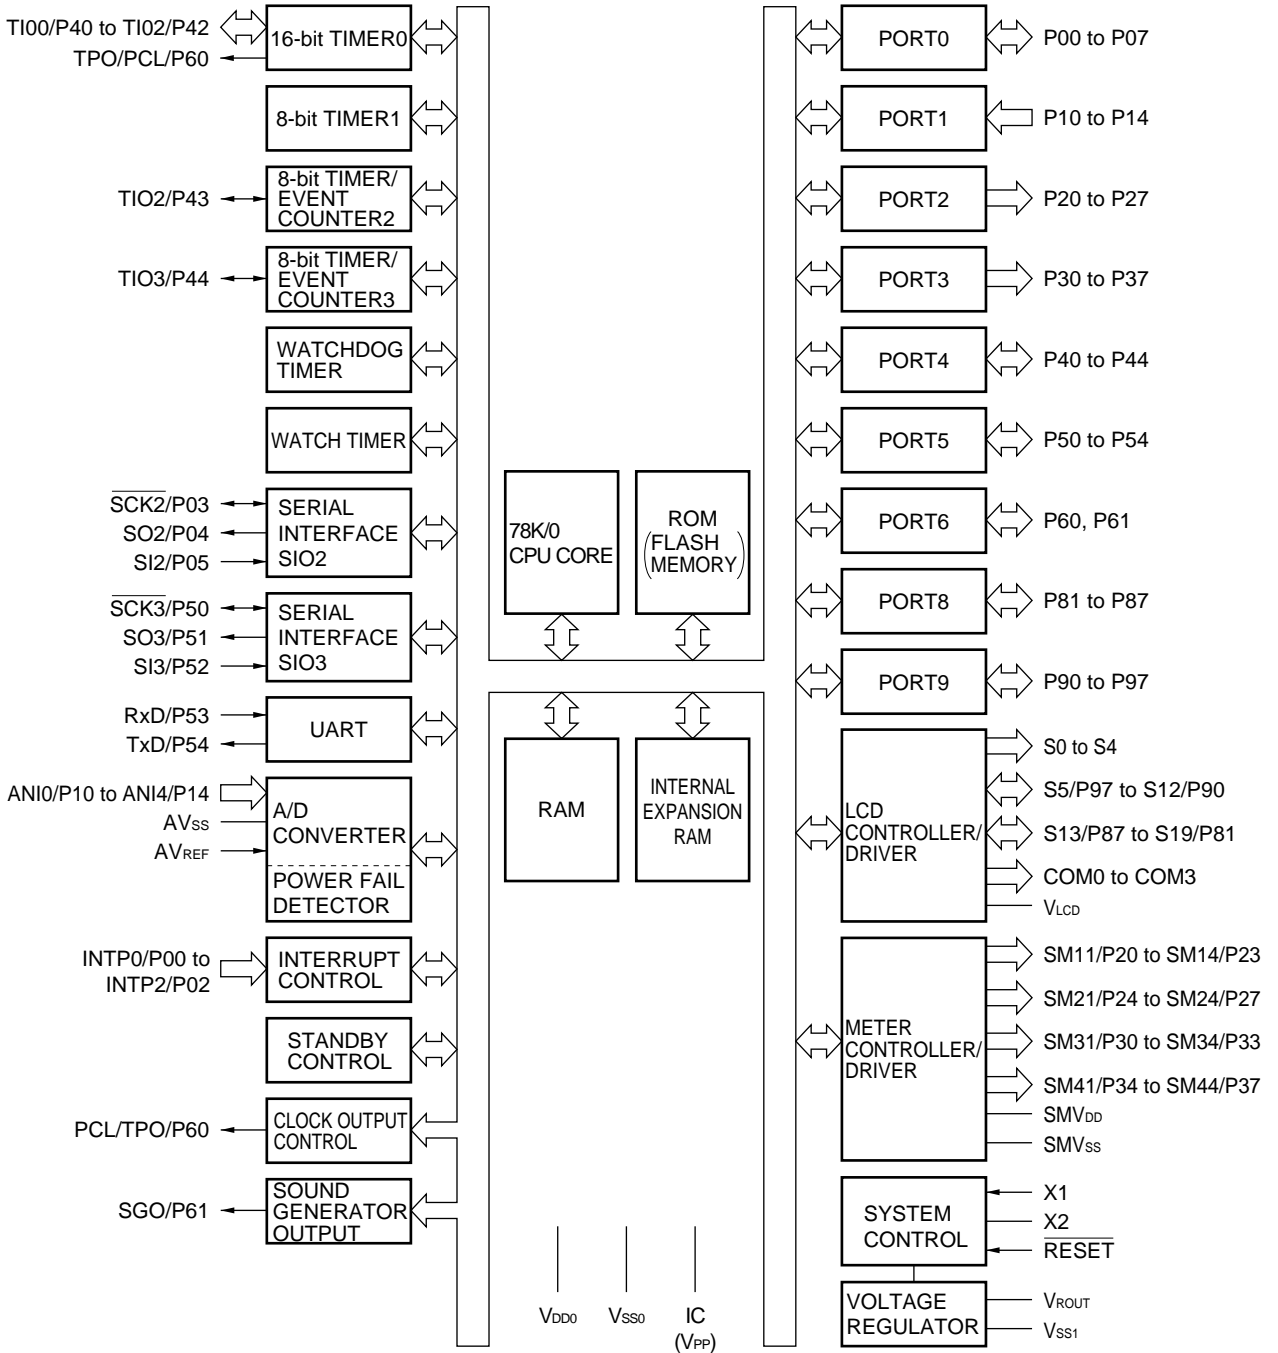 TI00/P40 to TI02/P42
TPO/PCL/P60
16-bit TIMER0
8-bit TIMER1
TIO2/P43
8-bit TIMER/
EVENT
COUNTER2
TIO3/P44
8-bit TIMER/
EVENT
COUNTER3
WATCHDOG
TIMER
WATCH TIMER
SCK2/P03
SO2/P04
SI2/P05
SERIAL
INTERFACE
SIO2
SCK3/P50
SO3/P51
SI3/P52
SERIAL
INTERFACE
SIO3
RxD/P53
TxD/P54
UART
ANI0/P10 to ANI4/P14
AVSS
AVREF
A/D
CONVERTER
POWER FAIL
DETECTOR
INTP0/P00 to
INTP2/P02
INTERRUPT
CONTROL
STANDBY
CONTROL
PCL/TPO/P60
CLOCK OUTPUT
CONTROL
SGO/P61
SOUND
GENERATOR
OUTPUT
78K/0
CPU CORE
ROM
(FLASH
MEMORY)
RAM
INTERNAL
EXPANSION
RAM
VDD0
VSS0
IC
(VPP)
PORT0
P00 to P07
PORT1
P10 to P14
PORT2
P20 to P27
PORT3
P30 to P37
PORT4
P40 to P44
PORT5
P50 to P54
PORT6
P60, P61
PORT8
P81 to P87
PORT9
P90 to P97
LCD
CONTROLLER/
DRIVER
S0 to S4
S5/P97 to S12/P90
S13/P87 to S19/P81
COM0 to COM3
VLCD
METER
CONTROLLER/
DRIVER
SM11/P20 to SM14/P23
SM21/P24 to SM24/P27
SM31/P30 to SM34/P33
SM41/P34 to SM44/P37
SMVDD
SMVSS
SYSTEM
CONTROL
X1
X2
RESET
VOLTAGE
REGULATOR
VROUT
VSS1